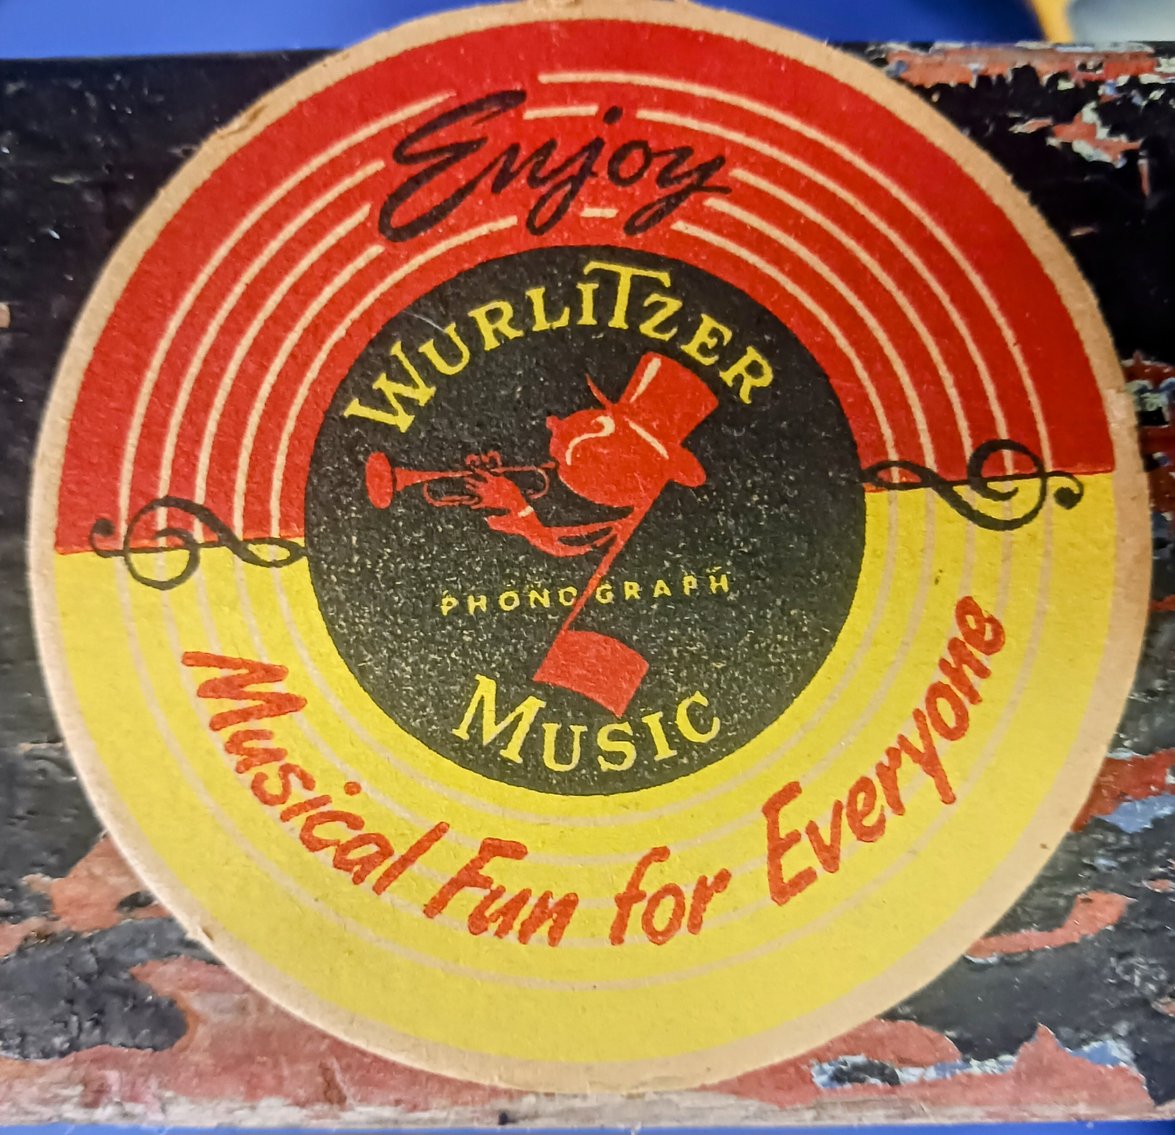 Enjoy
WURLITZER
PHONOGRAPH
MUSIC
Musical Fun for Everyone